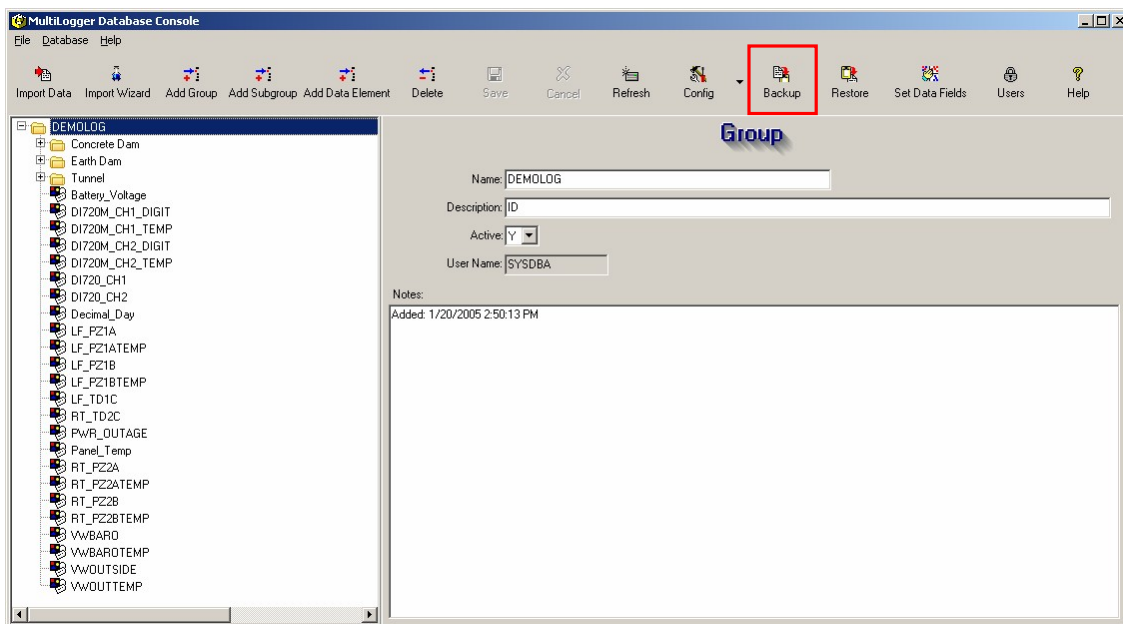 MultiLogger Database Console
File Database Help
Import Data Import Wizard Add Group Add Subgroup Add Data Element Delete Save Cancel Refresh Config Backup Restore Set Data Fields Users Help
DEMOLOG
Concrete Dam
Earth Dam
Tunnel
Battery_Voltage
DI720M_CH1_DIGIT
DI720M_CH1_TEMP
DI720M_CH2_DIGIT
DI720M_CH2_TEMP
DI720_CH1
DI720_CH2
Decimal_Day
LF_PZ1A
LF_PZ1ATEMP
LF_PZ1B
LF_PZ1BTEMP
LF_TD1C
RT_TD2C
PWR_OUTAGE
Panel_Temp
RT_PZ2A
RT_PZ2ATEMP
RT_PZ2B
RT_PZ2BTEMP
VWBARO
VWBAROTEMP
VWOUTSIDE
VWOUTTEMP
Group
Name: DEMOLOG
Description: ID
Active: Y
User Name: SYSDBA
Notes:
Added: 1/20/2005 2:50:13 PM